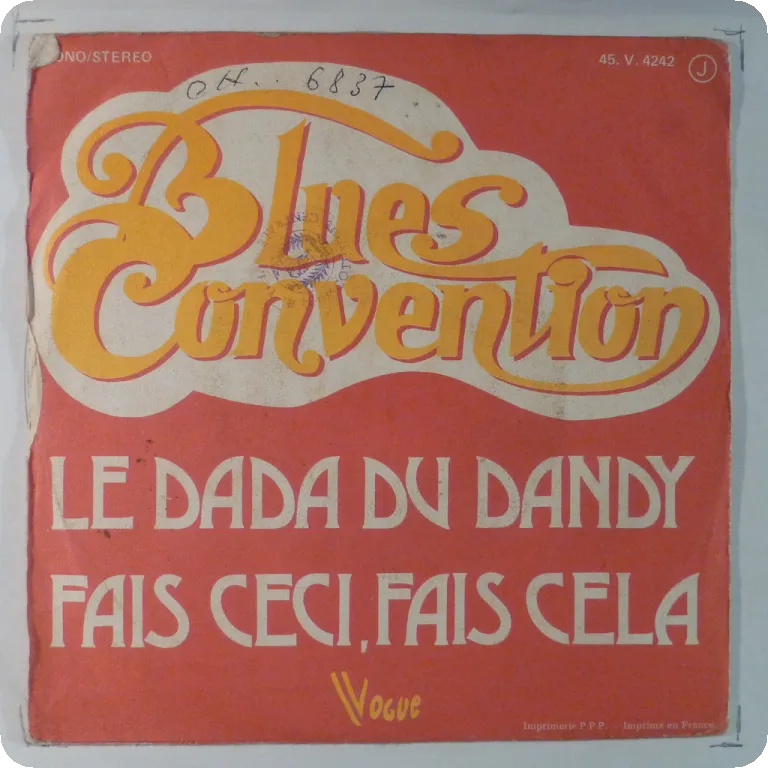 ONO/STEREO
45. V. 4242 J
OH.. 6837
Blues
Convention
LE DADA DU DANDY
FAIS CECI, FAIS CELA
VOGUE
Imprimerie P.P.P. - Imprimé en France